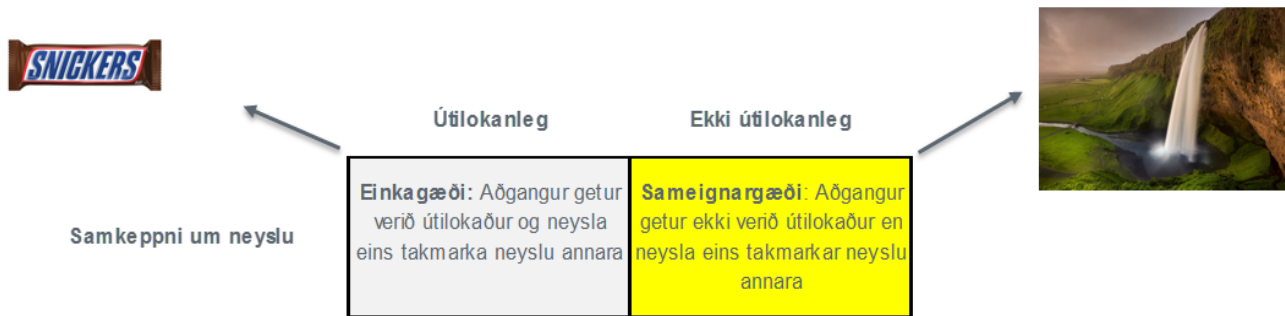 SNICKERS
Útilokanleg
Ekki útilokanleg
Einkagæði: Aðgangur getur
verið útilokaður og neysla
eins takmarka neyslu annara
Sameignargæði: Aðgangur
getur ekki verið útilokaður en
neysla eins takmarkar neyslu
annara
Samkeppni um neyslu